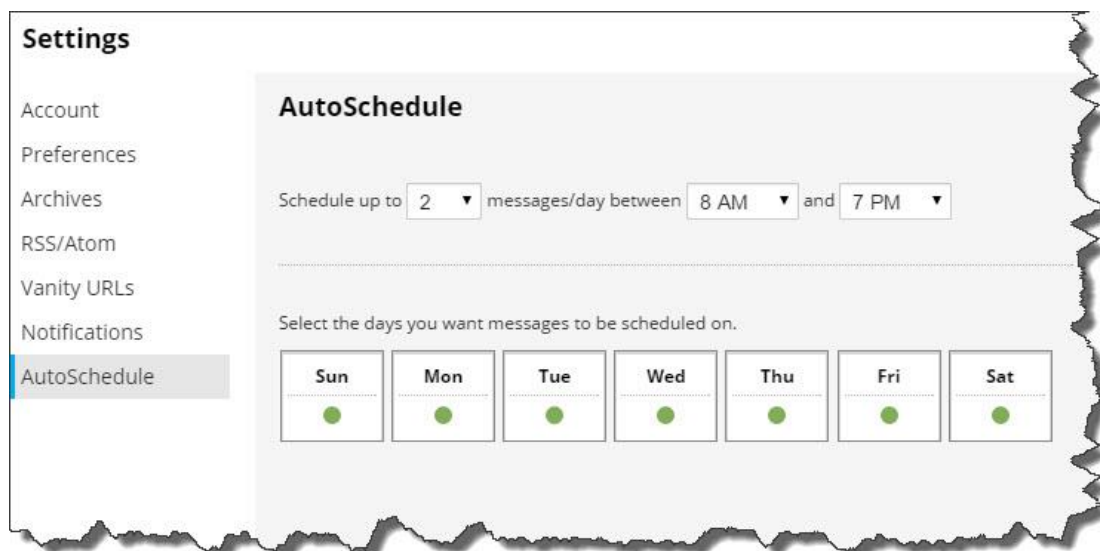 Settings
Account
Preferences
Archives
RSS/Atom
Vanity URLs
Notifications
AutoSchedule
AutoSchedule
Schedule up to 2 messages/day between 8 AM and 7 PM
Select the days you want messages to be scheduled on.
Sun Mon Tue Wed Thu Fri Sat